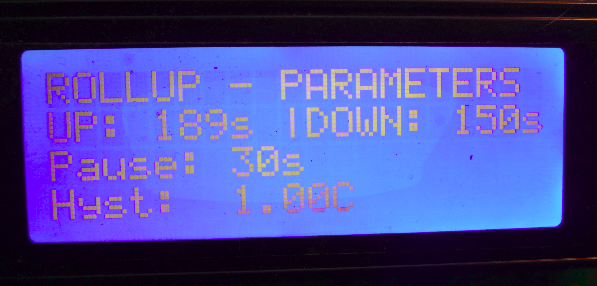 ROLLUP - PARAMETERS
UP: 189s |DOWN: 150s
Pause: 30s
Hyst: 1.00C